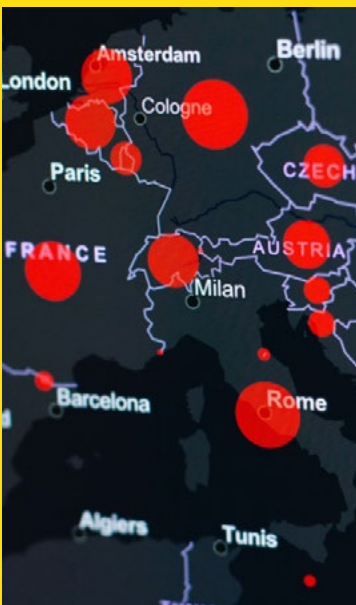 Amsterdam
Berlin
London
Cologne
Paris
CZECH
FRANCE
AUSTRIA
Milan
Rome
Barcelona
Algiers
Tunis